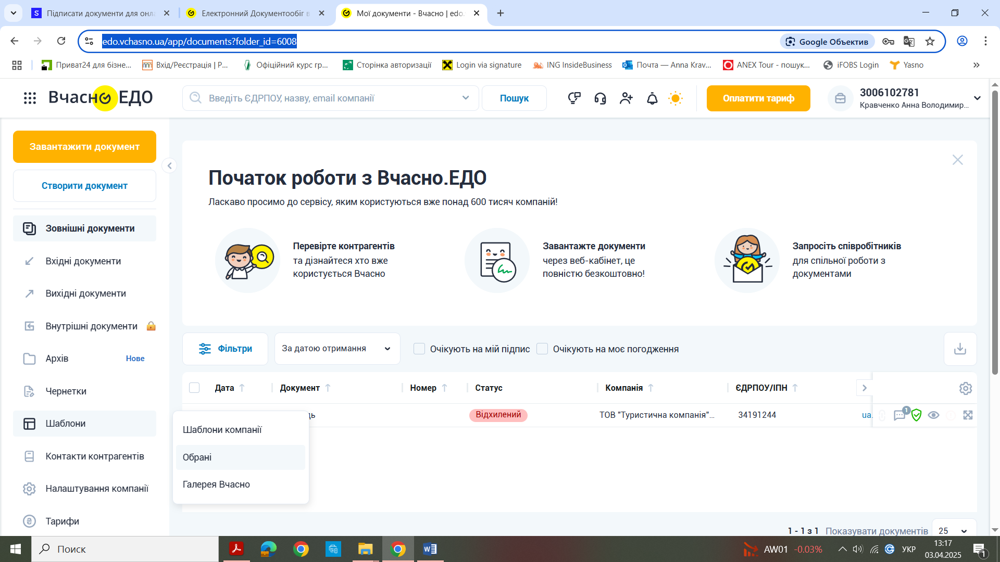 Підписати документи для онла
Електронний Документообіг в
Мої документи - Вчасно | edo.
edo.vchasno.ua/app/documents?folder_id=6008
Google Объектив
Приват24 для бізне...
Вхід/Реєстрація | Р...
Офіційний курс гр...
Сторінка авторизації
Login via signature
ING InsideBusiness
Почта — Anna Krav...
ANEX Tour - пошук...
iFOBS Login
Yasno
Вчасно ЕДО
Введіть ЄДРПОУ, назву, email компанії
Пошук
Оплатити тариф
3006102781
Кравченко Анна Володимир...
Завантажити документ
Створити документ
Зовнішні документи
Вхідні документи
Вихідні документи
Внутрішні документи
Архів
Нове
Чернетки
Шаблони
Контакти контрагентів
Налаштування компанії
Тарифи
Початок роботи з Вчасно.ЕДО
Ласкаво просимо до сервісу, яким користуються вже понад 600 тисяч компаній!
Перевірте контрагентів
та дізнайтеся хто вже
користується Вчасно
Завантажте документи
через веб-кабінет, це
повністю безкоштовно!
Запросіть співробітників
для спільної роботи з
документами
Фільтри
За датою отримання
Очікують на мій підпис
Очікують на моє погодження
Дата
Документ
Номер
Статус
Компанія
ЄДРПОУ/ІПН
дь
Відхилений
ТОВ "Туристична компанія"...
34191244
ua.
1
Шаблони компанії
Обрані
Галерея Вчасно
1 - 1 з 1
Показувати документів
25
Поиск
AW01 -0.03%
УКР
13:17
03.04.2025
1